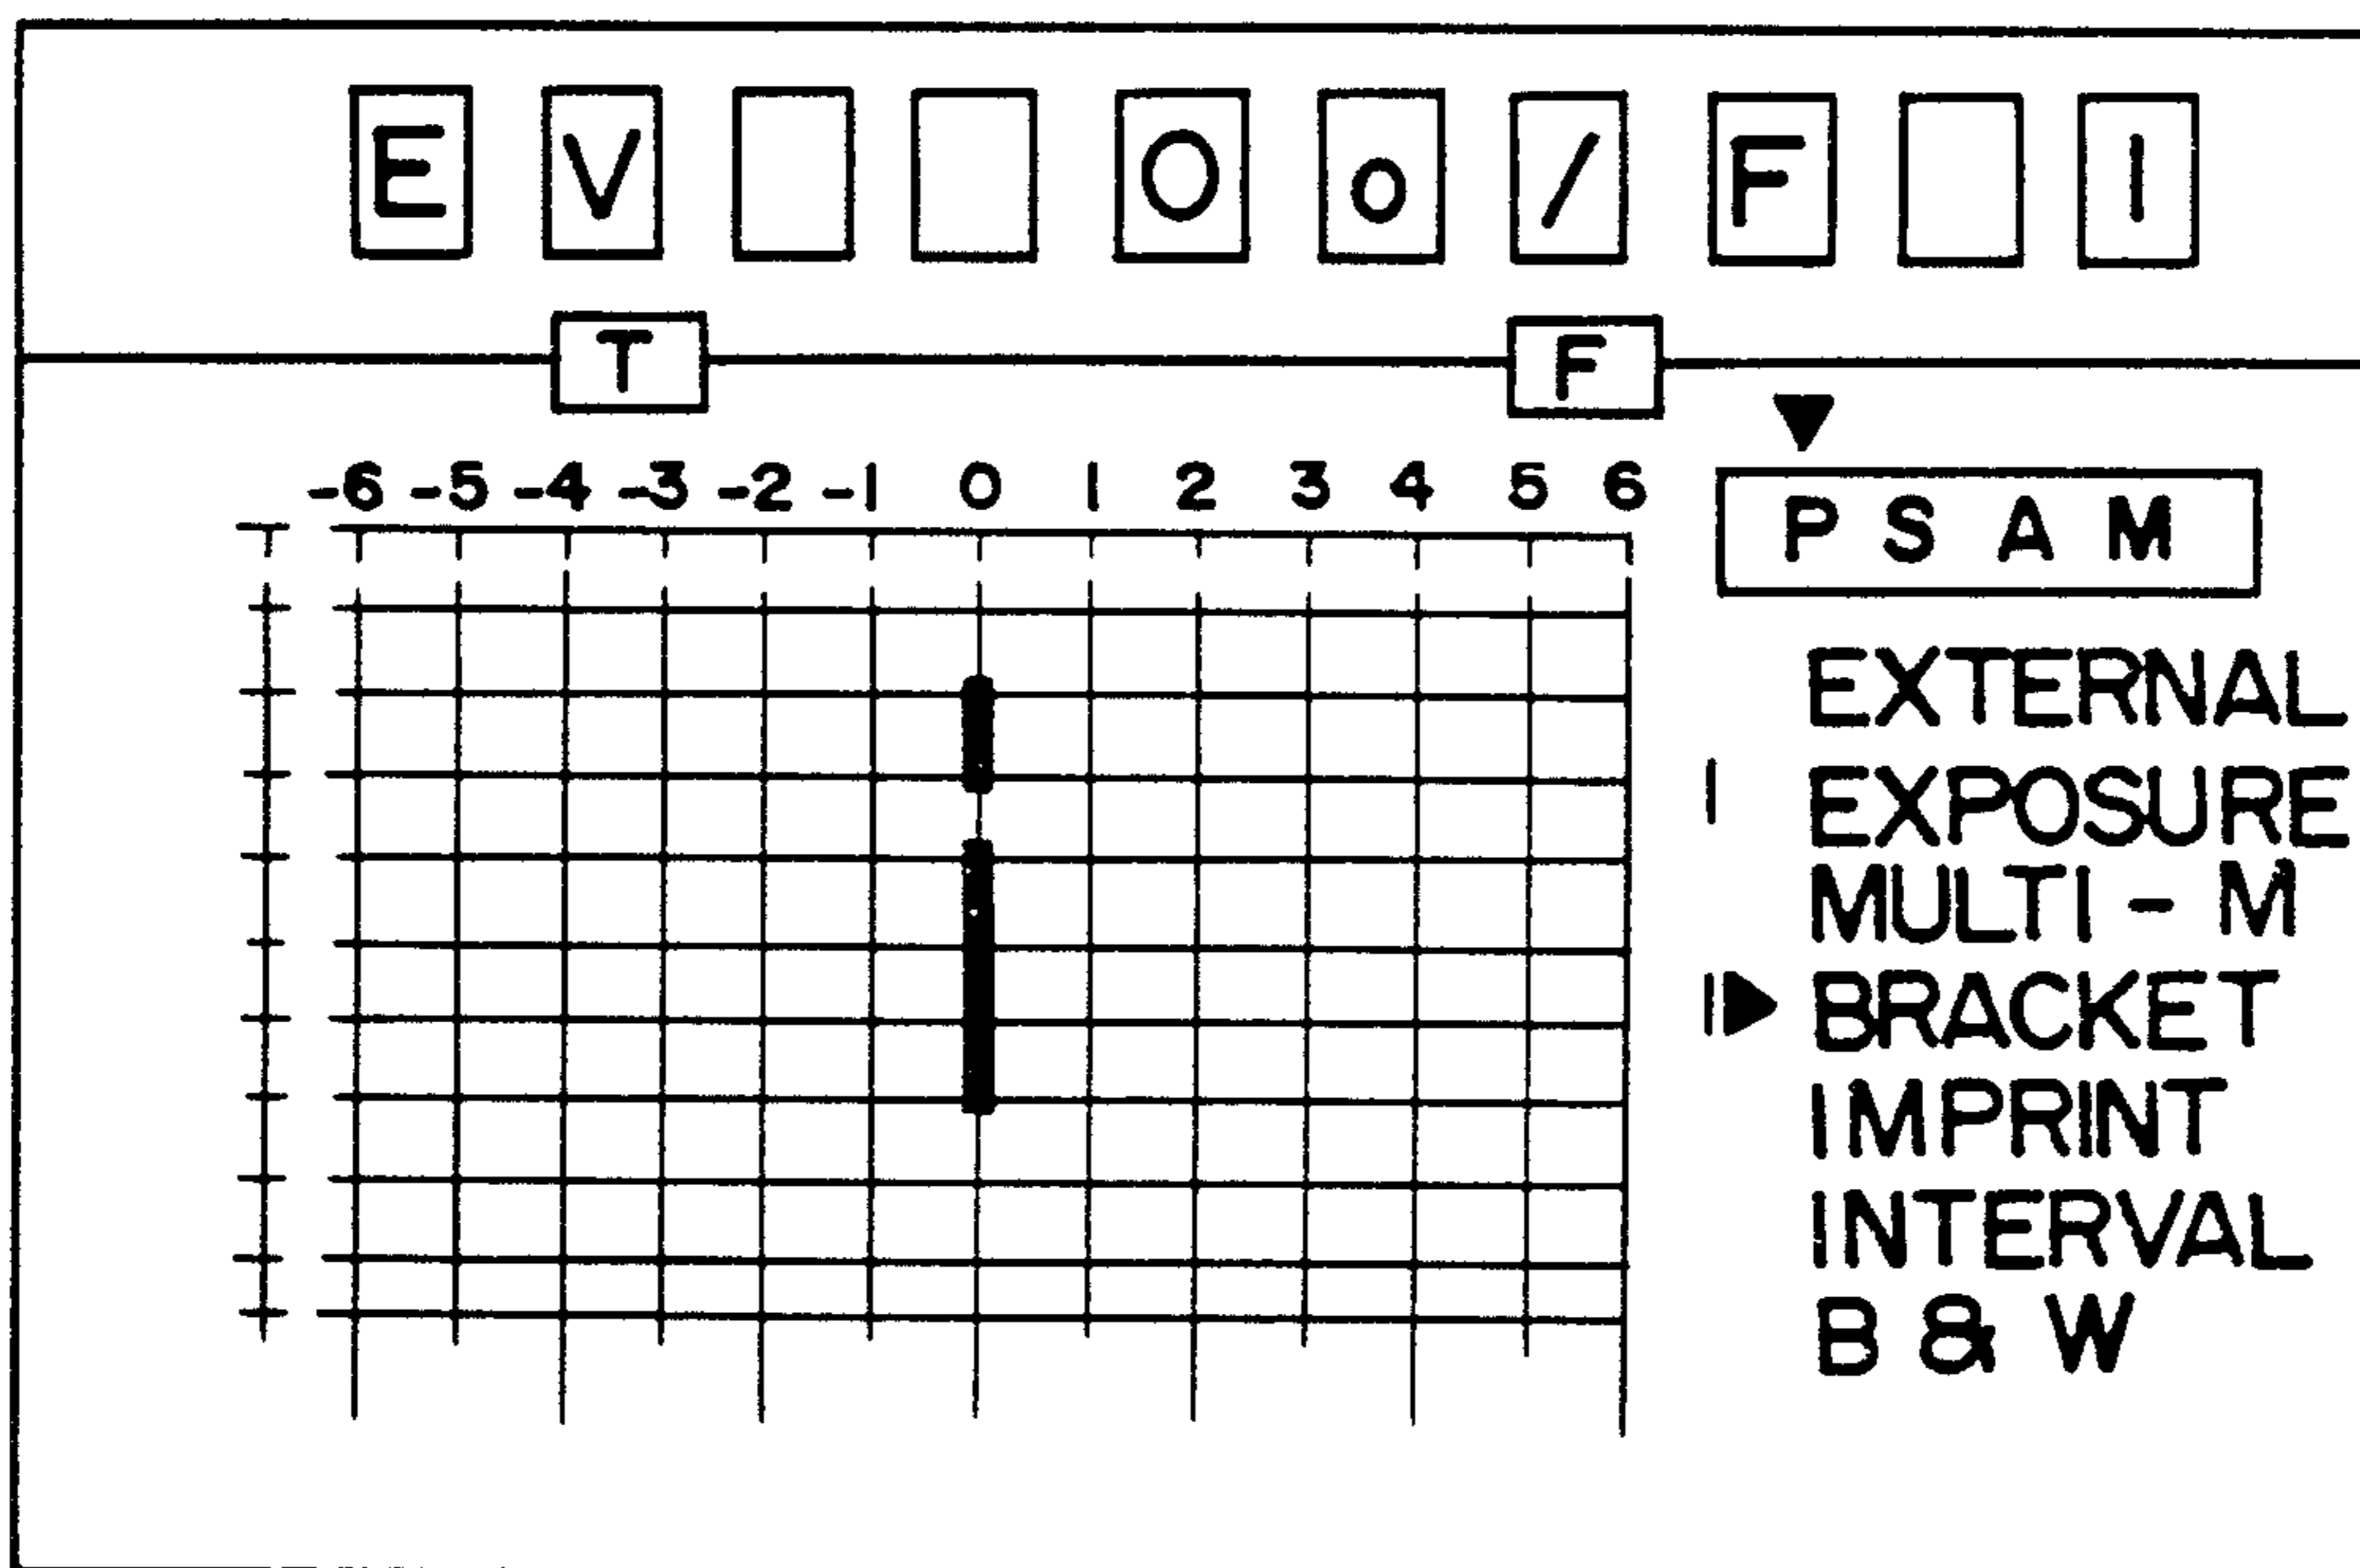 E V O o / F I
T F
-6 -5 -4 -3 -2 -1 0 1 2 3 4 5 6
P S A M
EXTERNAL
EXPOSURE
MULTI - M
BRACKET
IMPRINT
INTERVAL
B & W